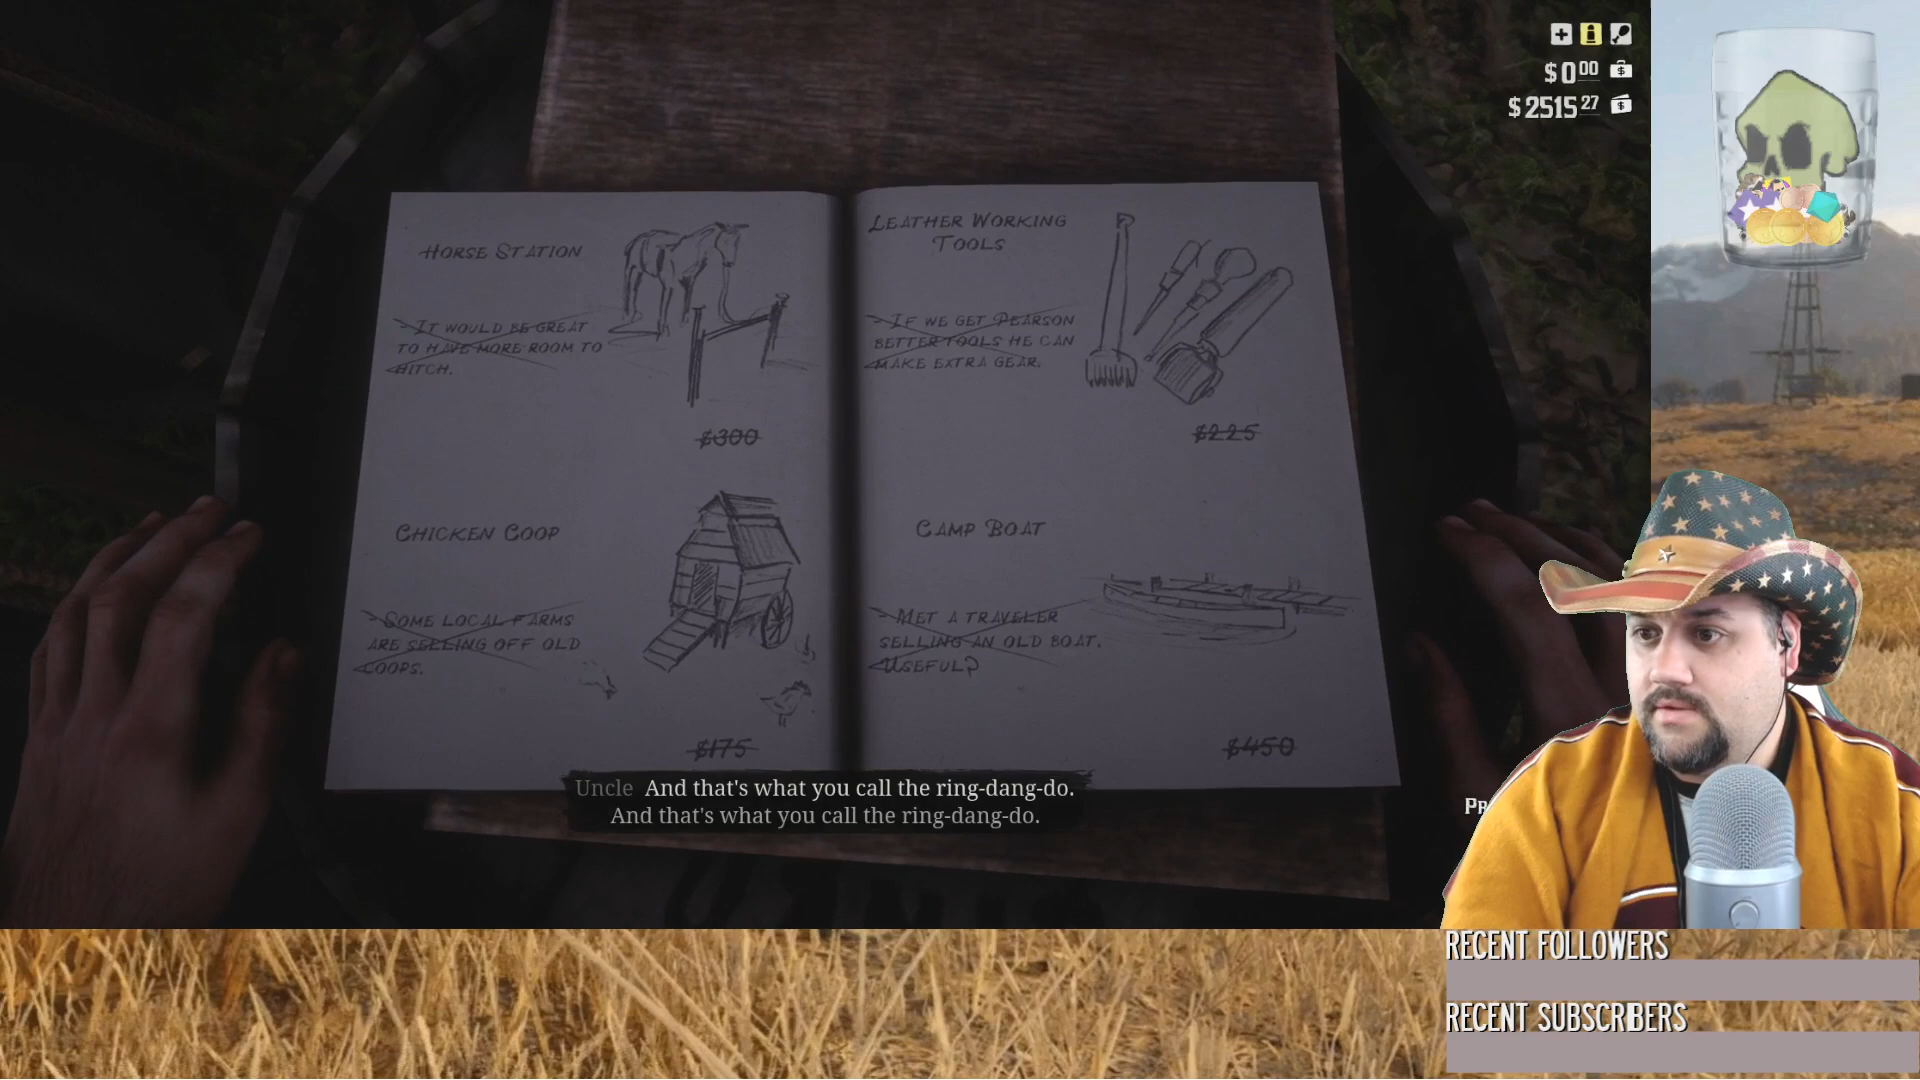 $0 00
$2515 27
HORSE STATION
- IT WOULD BE GREAT
TO HAVE MORE ROOM TO
HITCH.
$300
CHICKEN COOP
- SOME LOCAL FARMS
ARE SELLING OFF OLD
COOPS.
$175
LEATHER WORKING
TOOLS
- IF WE GET PEARSON
BETTER TOOLS HE CAN
MAKE EXTRA GEAR.
$225
CAMP BOAT
- MET A TRAVELER
SELLING AN OLD BOAT.
USEFUL?
$450
Uncle And that's what you call the ring-dang-do.
And that's what you call the ring-dang-do.
RECENT FOLLOWERS
RECENT SUBSCRIBERS